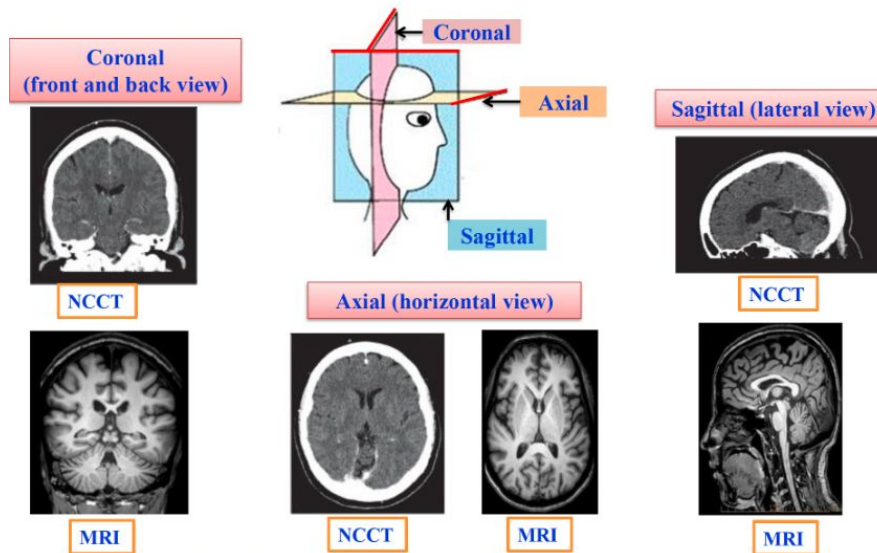 Coronal
(front and back view)
NCCT
MRI
Coronal
Axial
Sagittal
Axial (horizontal view)
NCCT
MRI
Sagittal (lateral view)
NCCT
MRI